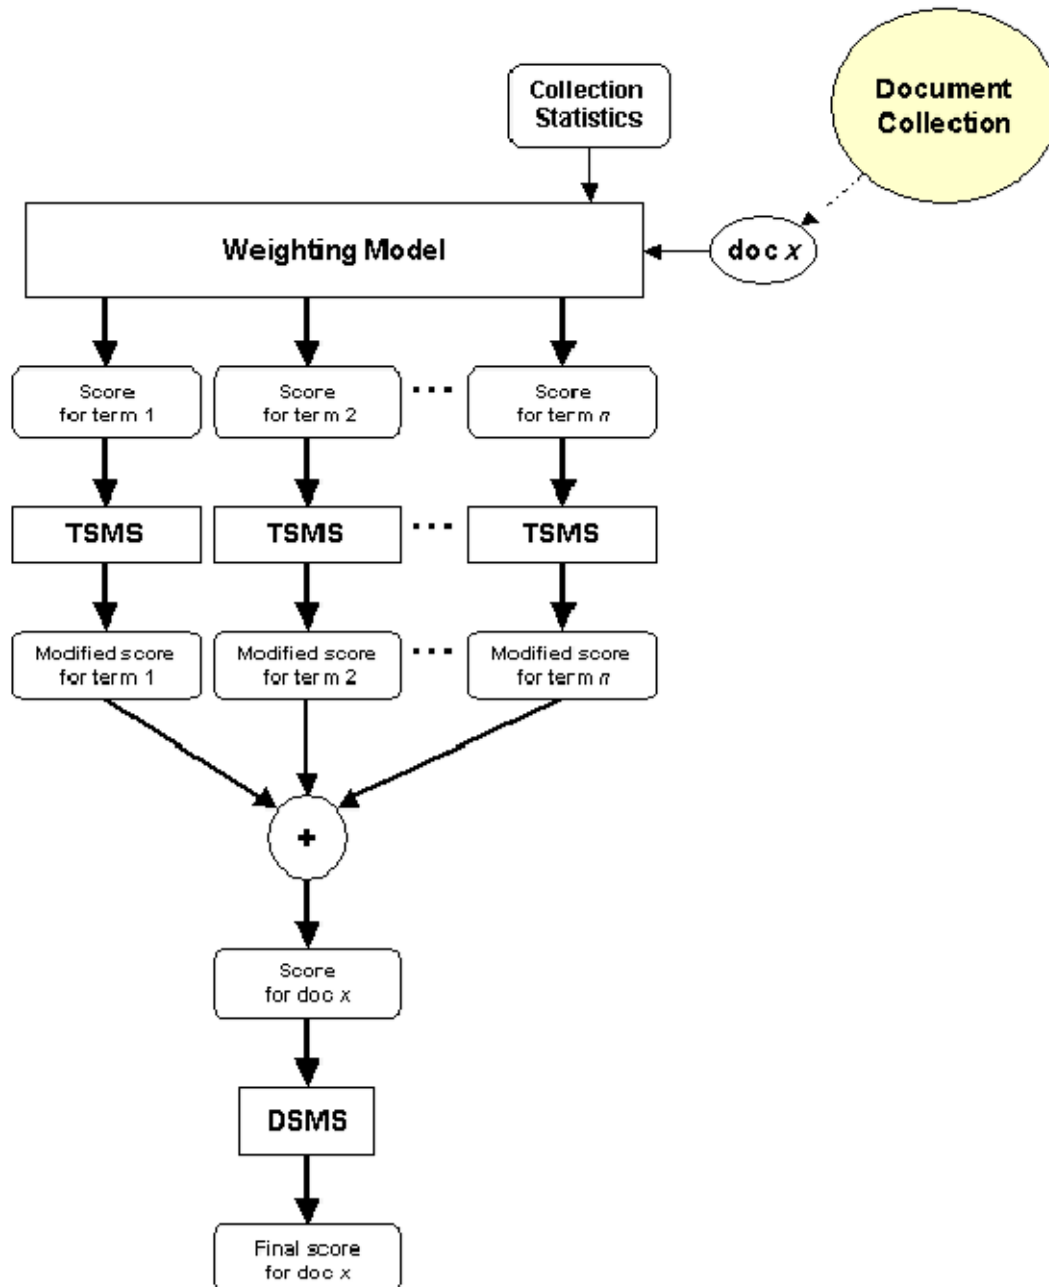 Collection
Statistics
Document
Collection
Weighting Model
doc x
Score
for term 1
Score
for term 2
...
Score
for term n
TSMS
TSMS
...
TSMS
Modified score
for term 1
Modified score
for term 2
...
Modified score
for term n
+
Score
for doc x
DSMS
Final score
for doc x